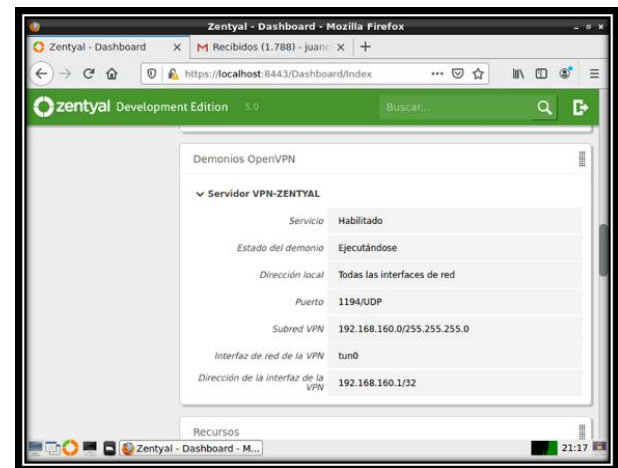 Zentyal - Dashboard - Mozilla Firefox
Zentyal - Dashboard
Recibidos (1.788) - juanc
https://localhost:8443/Dashboard/Index
zentyal Development Edition 5.0 Buscar...
Demonios OpenVPN
Servidor VPN-ZENTYAL
Servicio Habilitado
Estado del demonio Ejecutándose
Dirección local Todas las interfaces de red
Puerto 1194/UDP
Subred VPN 192.168.160.0/255.255.255.0
Interfaz de red de la VPN tun0
Dirección de la interfaz de la
VPN 192.168.160.1/32
Recursos
Zentyal - Dashboard - M... 21:17